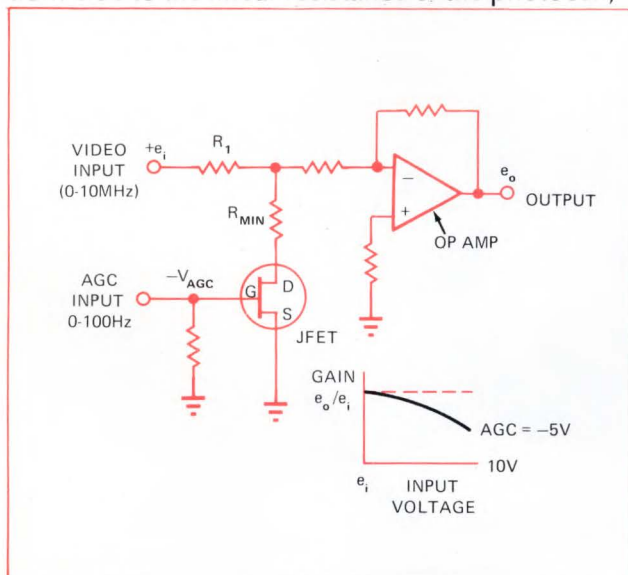 VIDEO
INPUT
(0-10MHz)
+eᵢ
R₁
R_MIN
AGC
INPUT
0-100Hz
−V_AGC
G
D
S
JFET
−
+
OP AMP
eₒ
OUTPUT
GAIN
eₒ/eᵢ
AGC = −5V
10V
eᵢ
INPUT
VOLTAGE